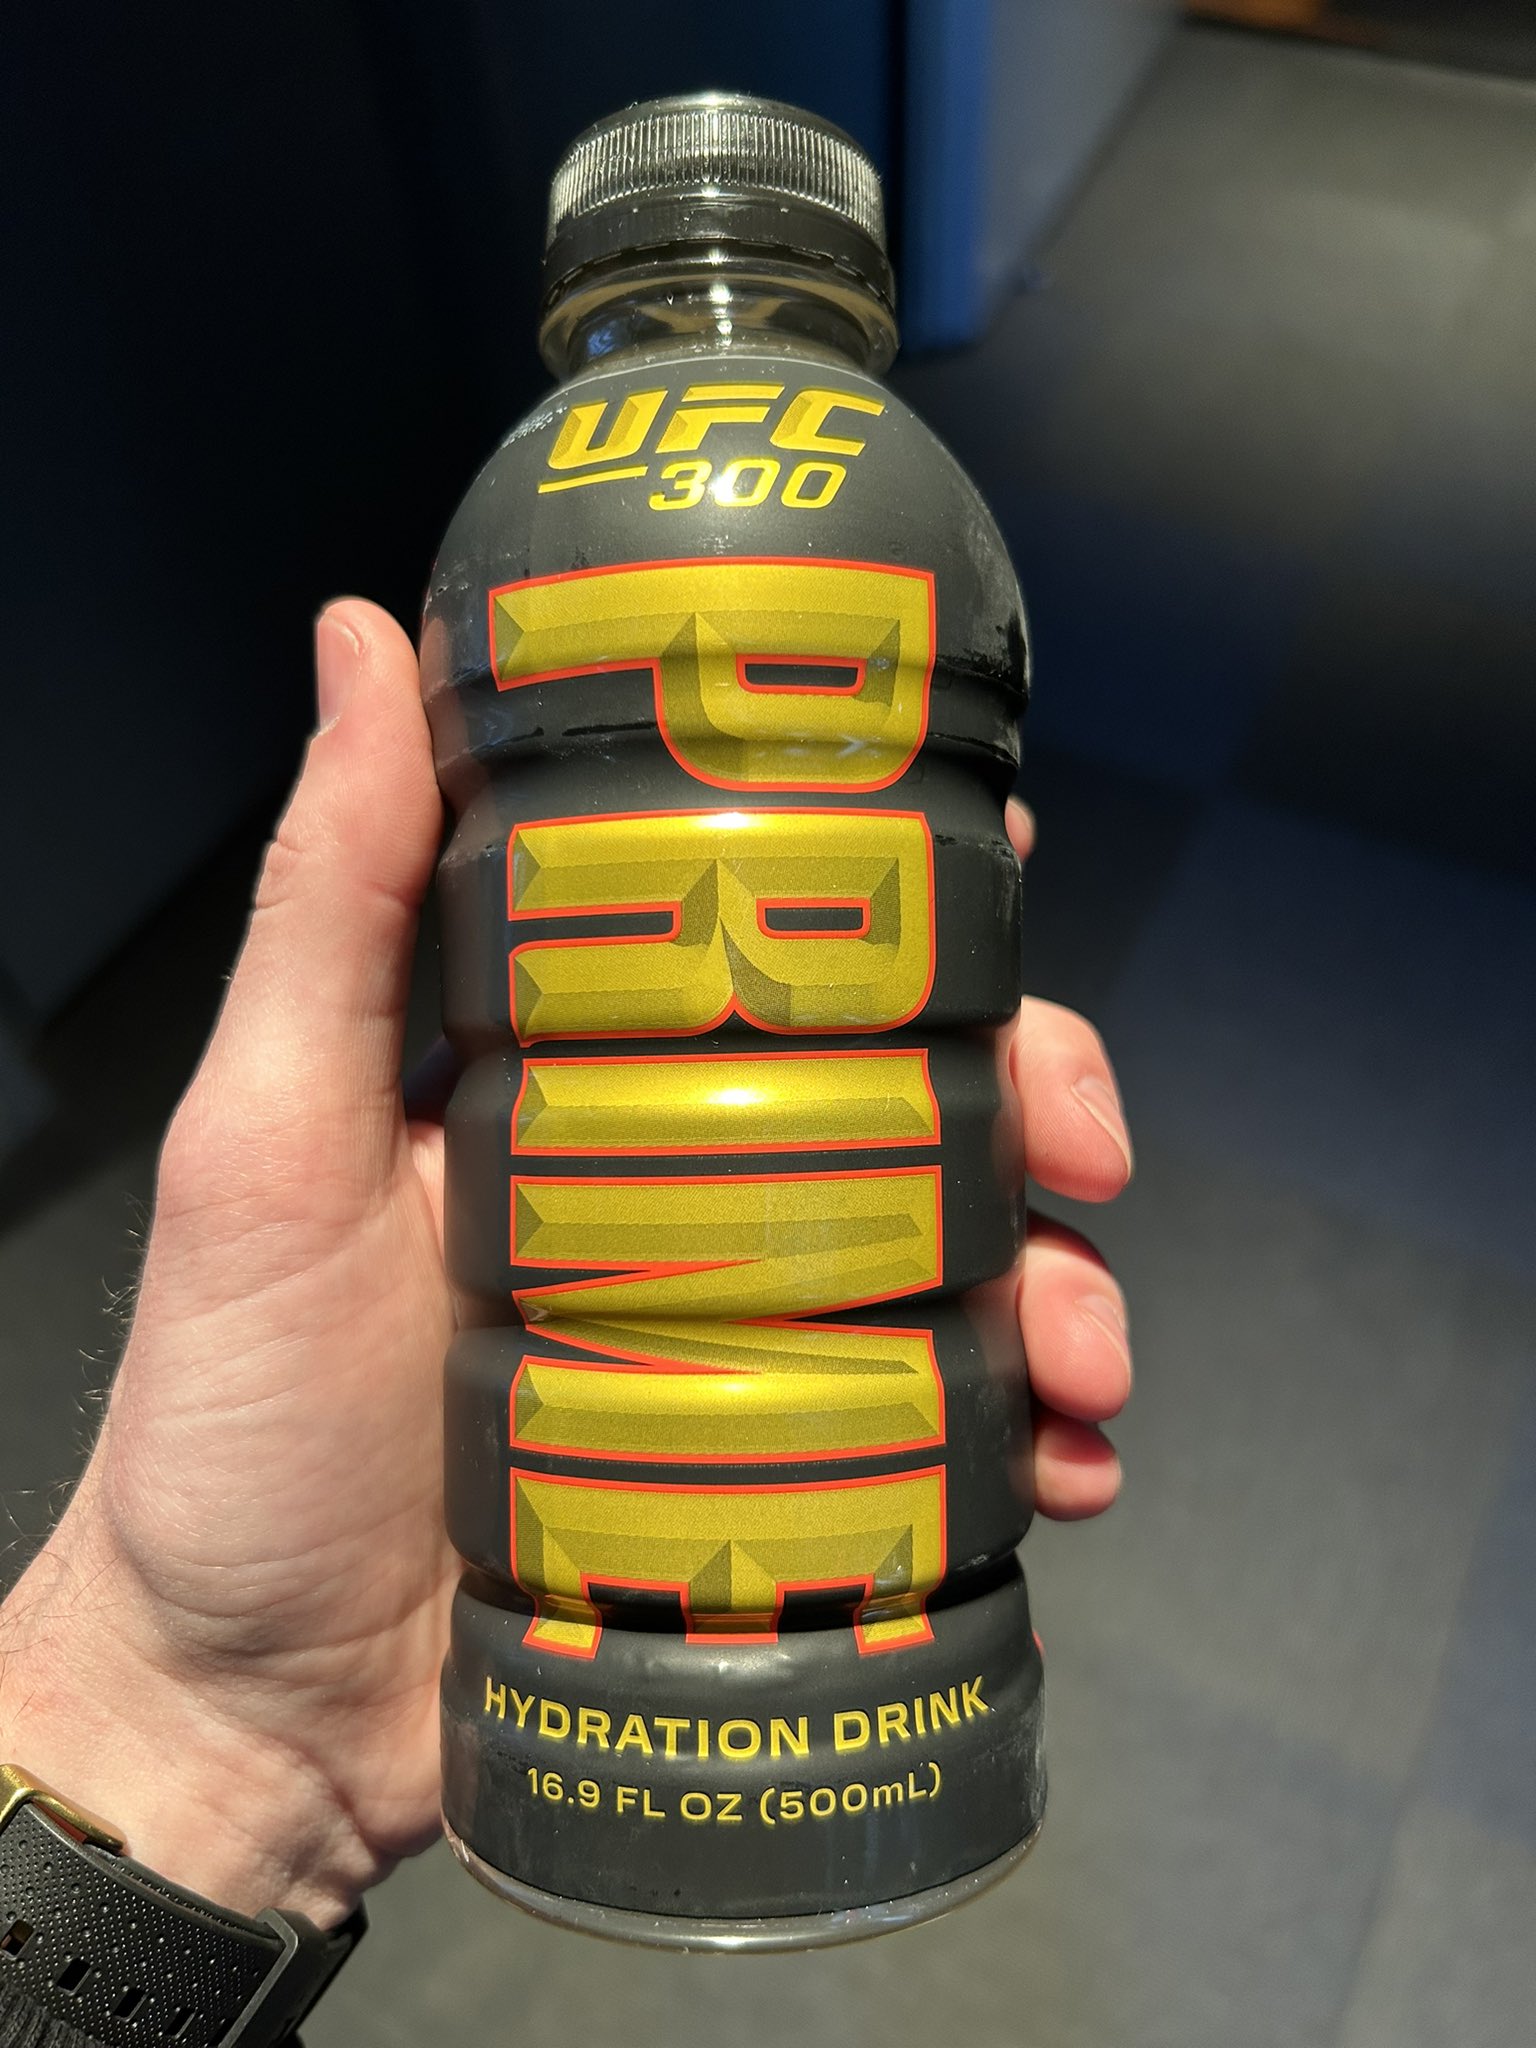 UFC
300
PRIME
HYDRATION DRINK
16.9 FL OZ (500mL)